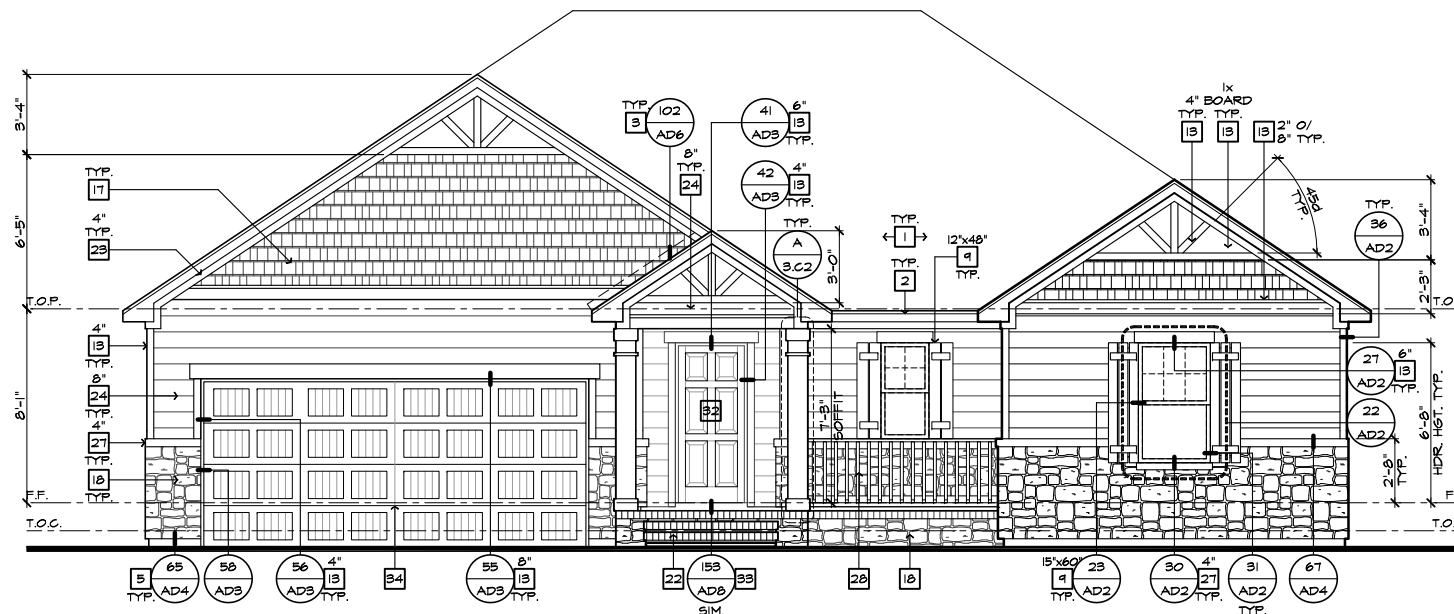 3'-4"
6'-5"
8'-1"
T.O.P.
F.F.
T.O.C.
TYP.
17
4"
TYP.
23
4"
13
TYP.
8"
24
TYP.
4"
27
TYP.
18
TYP.
TYP.
3
102
AD6
41
AD3
6"
13
TYP.
8"
TYP.
24
42
AD3
4"
13
TYP.
TYP.
A
3.C2
3'-0"
TYP.
1
TYP.
2
12"x48"
9
TYP.
1x
4" BOARD
TYP. TYP.
13
13
13
2" O/
8" TYP.
45d
TYP.
TYP.
36
AD2
3'-4"
2'-3"
T.O
27
AD2
6"
13
TYP.
22
AD2
6'-8"
HDR. HGT. TYP.
2'-8"
TYP.
F
T.O
32
7'-3"
SOFFIT
5
TYP.
65
AD4
58
AD3
56
AD3
4"
13
TYP.
34
55
AD3
8"
13
TYP.
22
153
AD8
SIM.
33
28
18
15"x60"
9
TYP.
23
AD2
30
AD2
4"
27
TYP.
31
AD2
TYP.
67
AD4